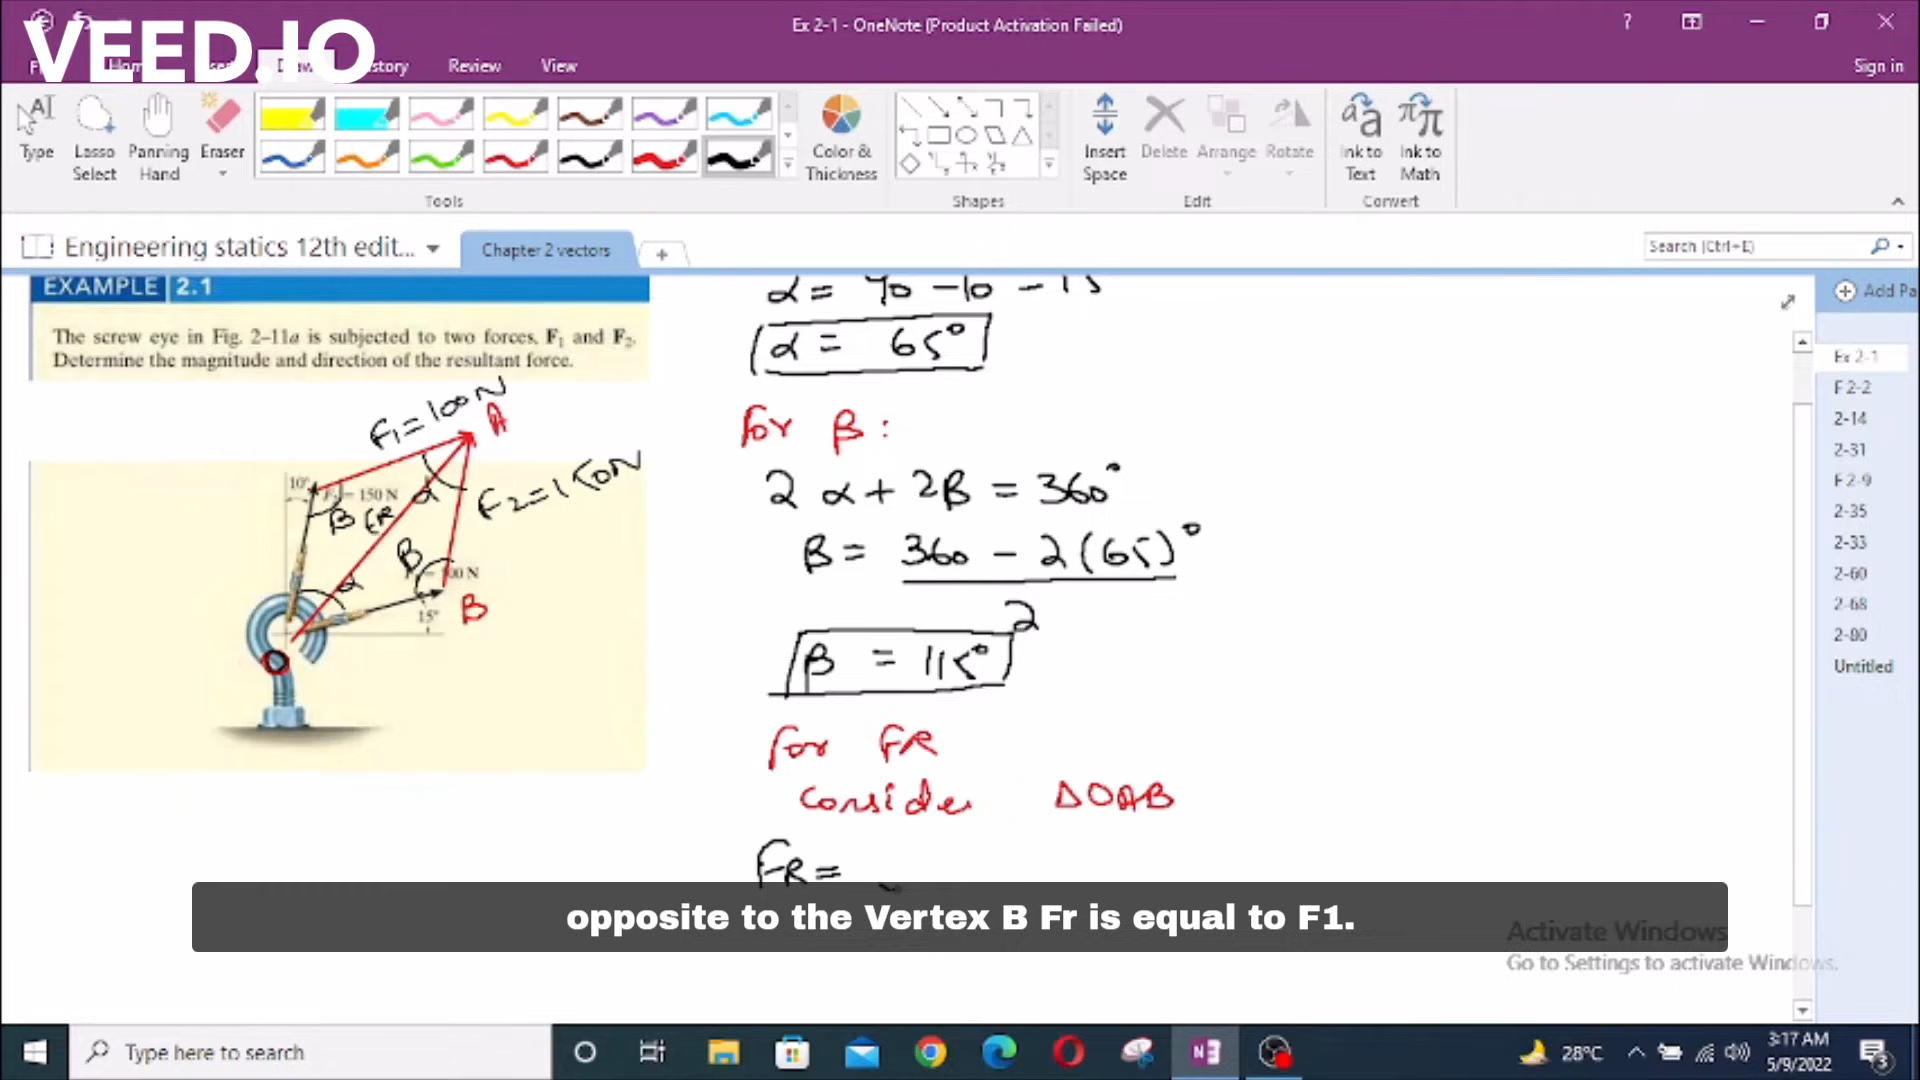 VEED.IO
Ex 2-1 - OneNote (Product Activation Failed)
?
Review
View
Sign in
Type
Lasso Select
Panning Hand
Eraser
Color & Thickness
Insert Space
Delete
Arrange
Rotate
Ink to Text
Ink to Math
Tools
Shapes
Edit
Convert
Engineering statics 12th edit...
Chapter 2 vectors
Search (Ctrl+E)
EXAMPLE 2.1
The screw eye in Fig. 2–11a is subjected to two forces, F1 and F2.
Determine the magnitude and direction of the resultant force.
F1=100N
A
F2=150N
10°
= 150 N
α
β
FR
β
α
00 N
15°
B
O
α = 90 - 10 - 15
α = 65°
for β:
2 α + 2β = 360°
β = 360 - 2(65)°
2
β = 115°
for FR
consider ΔOAB
FR =
opposite to the Vertex B Fr is equal to F1.
Add Pa
Ex 2-1
F 2-2
2-14
2-31
F 2-9
2-35
2-33
2-60
2-68
2-80
Untitled
Activate Windows
Go to Settings to activate Windows.
Type here to search
28°C
3:17 AM
5/9/2022
3